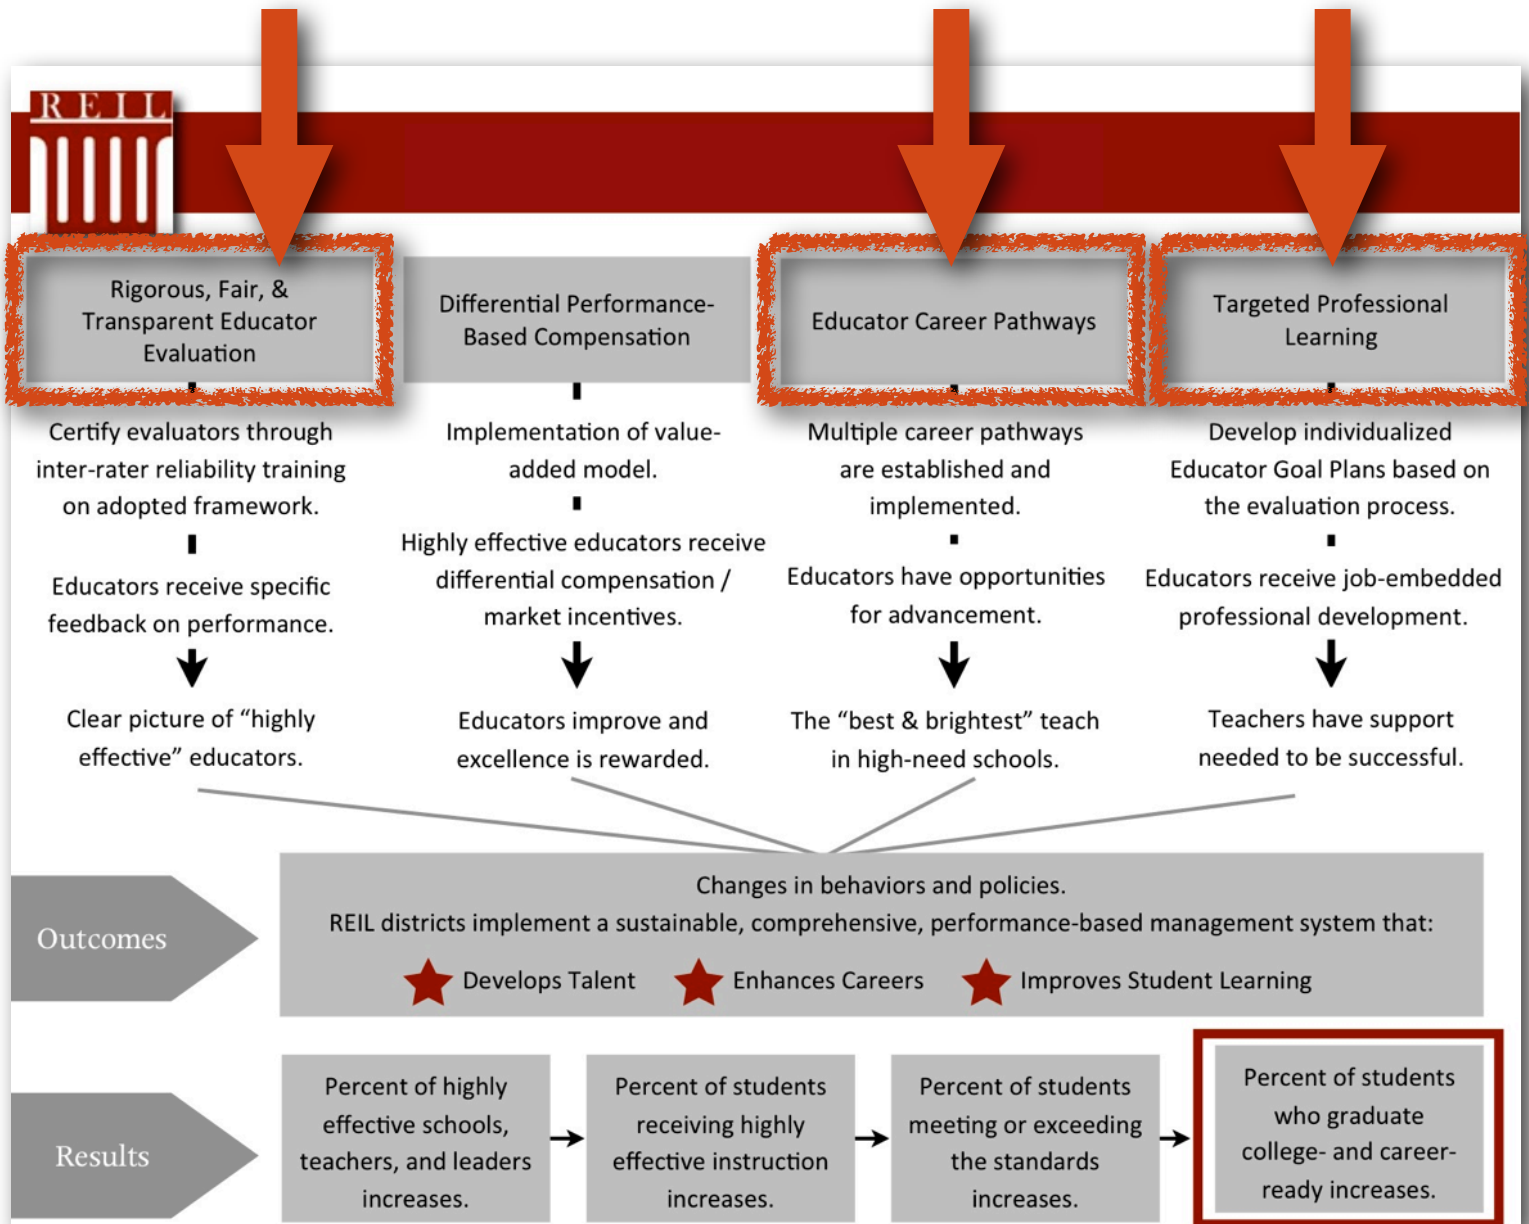 REIL
Rigorous, Fair, &
Transparent Educator
Evaluation
Certify evaluators through
inter-rater reliability training
on adopted framework.
Educators receive specific
feedback on performance.
Clear picture of “highly
effective” educators.
Differential Performance-
Based Compensation
Implementation of value-
added model.
Highly effective educators receive
differential compensation /
market incentives.
Educators improve and
excellence is rewarded.
Educator Career Pathways
Multiple career pathways
are established and
implemented.
Educators have opportunities
for advancement.
The “best & brightest” teach
in high-need schools.
Targeted Professional
Learning
Develop individualized
Educator Goal Plans based on
the evaluation process.
Educators receive job-embedded
professional development.
Teachers have support
needed to be successful.
Outcomes
Changes in behaviors and policies.
REIL districts implement a sustainable, comprehensive, performance-based management system that:
Develops Talent Enhances Careers Improves Student Learning
Results
Percent of highly
effective schools,
teachers, and leaders
increases.
Percent of students
receiving highly
effective instruction
increases.
Percent of students
meeting or exceeding
the standards
increases.
Percent of students
who graduate
college- and career-
ready increases.